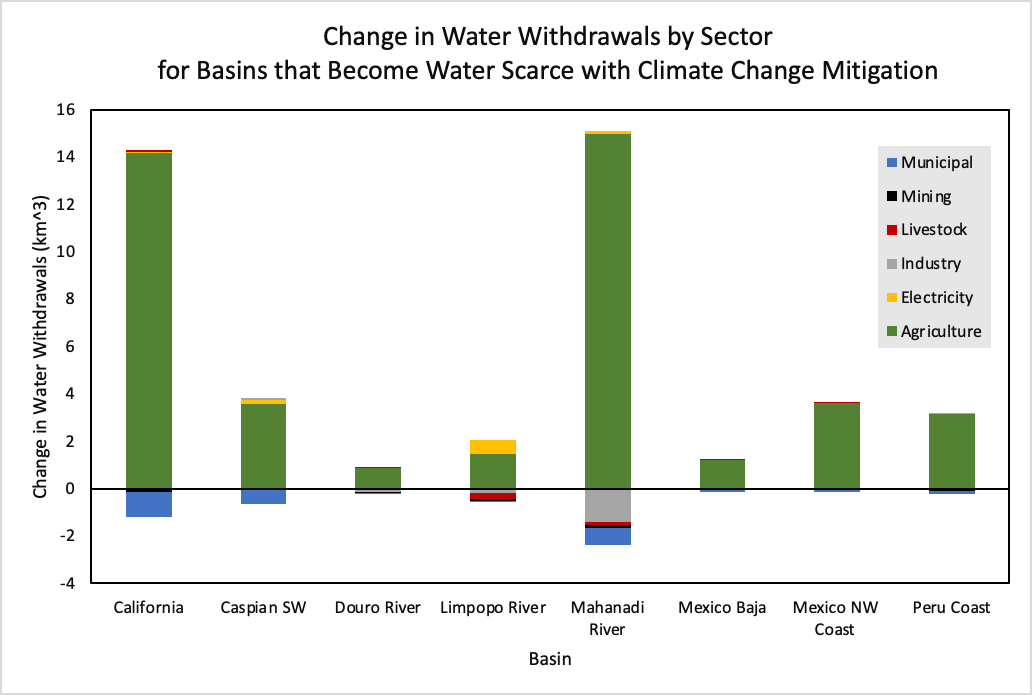 Change in Water Withdrawals by Sector
for Basins that Become Water Scarce with Climate Change Mitigation
Change in Water Withdrawals (km^3)
16
14
12
10
8
6
4
2
0
-2
-4
Municipal
Mining
Livestock
Industry
Electricity
Agriculture
California
Caspian SW
Douro River
Limpopo River
Mahanadi
River
Mexico Baja
Mexico NW
Coast
Peru Coast
Basin